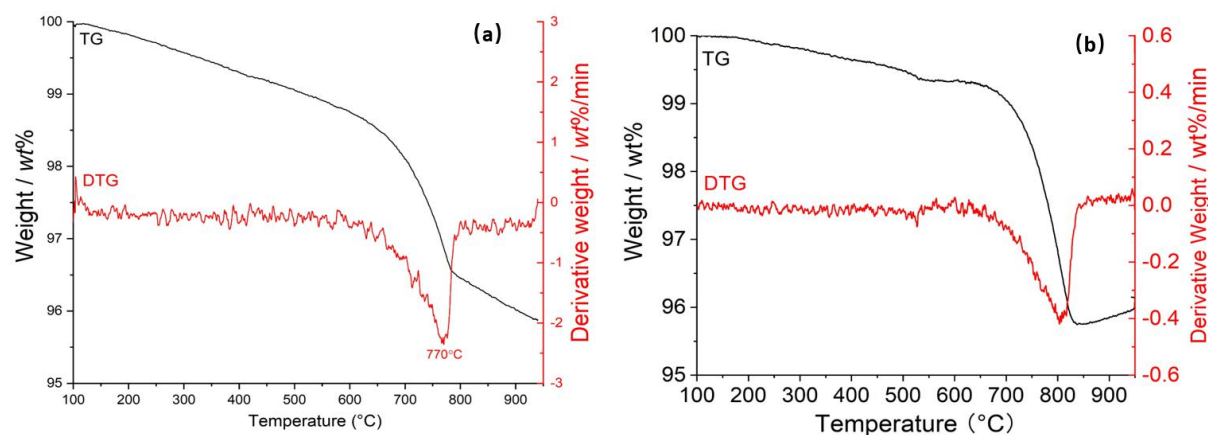 (a)
TG
DTG
770°C
Weight / wt%
100
99
98
97
96
95
100 200 300 400 500 600 700 800 900
Temperature (°C)
3
2
1
0
-1
-2
-3
Derivative weight / wt%/min
(b)
TG
DTG
Weight / wt%
100
99
98
97
96
95
100 200 300 400 500 600 700 800 900
Temperature (°C)
0.6
0.4
0.2
0.0
-0.2
-0.4
-0.6
Derivative Weight / wt%/min